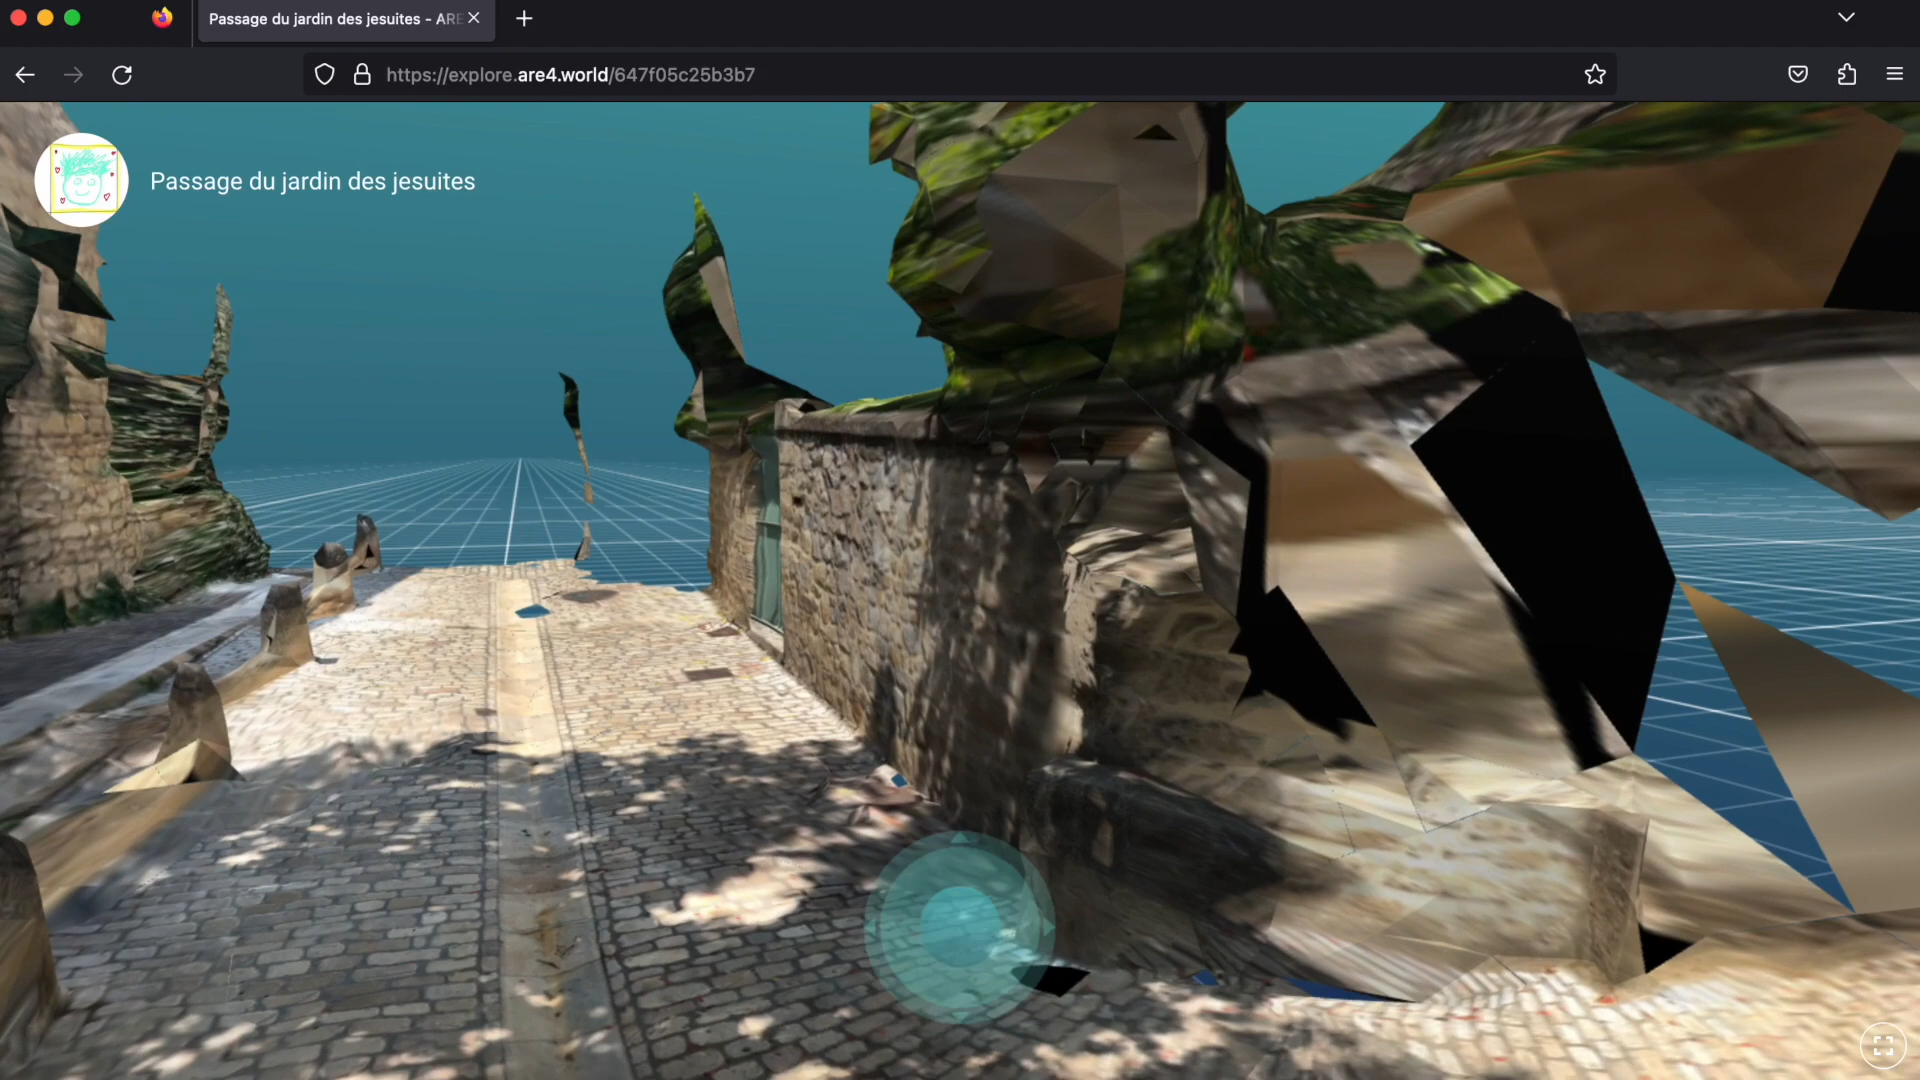 Passage du jardin des jesuites - ARE
https://explore.are4.world/647f05c25b3b7
Passage du jardin des jesuites